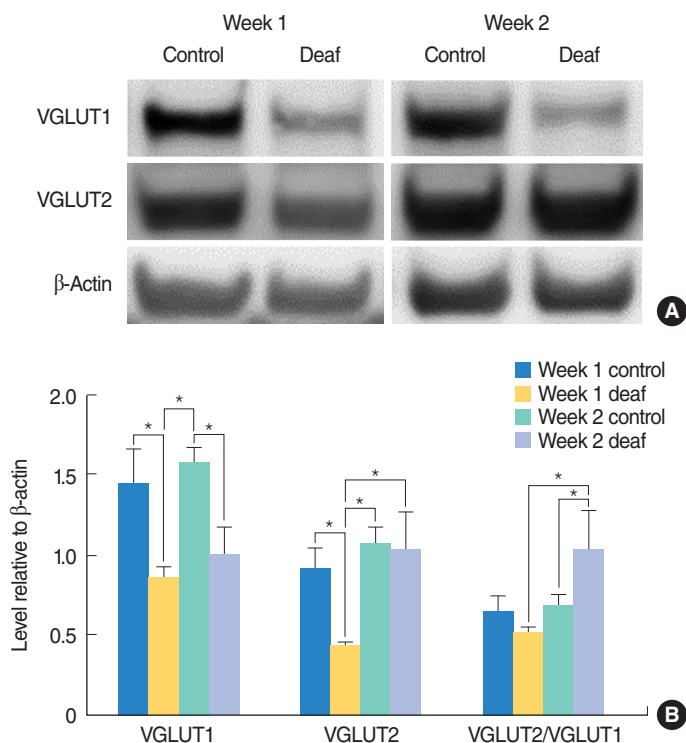 Week 1 Week 2
Control Deaf Control Deaf
VGLUT1
VGLUT2
β-Actin
A
Week 1 control
Week 1 deaf
Week 2 control
Week 2 deaf
Level relative to β-actin
2.0
1.5
1.0
0.5
0
* * *
* * *
* *
VGLUT1 VGLUT2 VGLUT2/VGLUT1
B